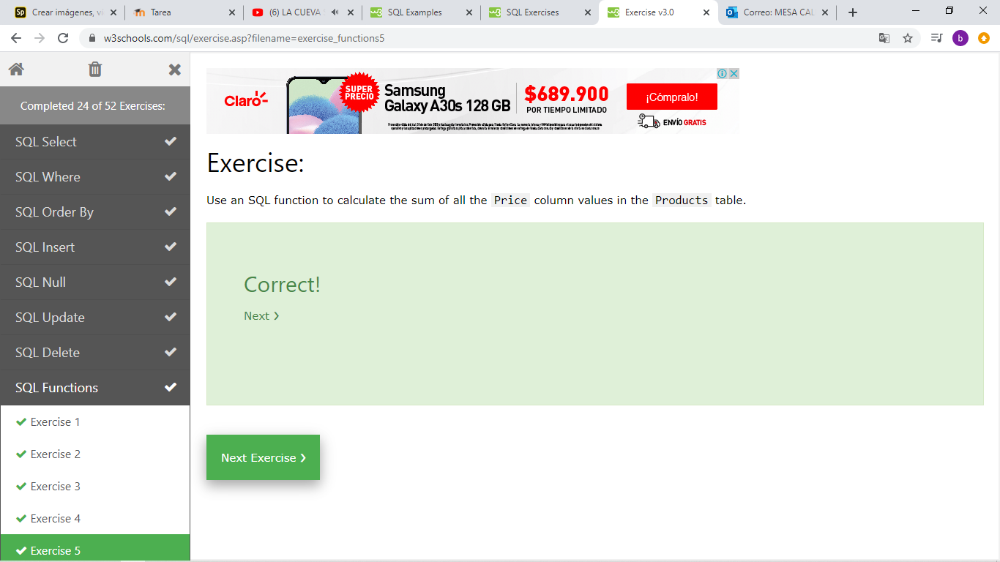 Crear imágenes, ví
Tarea
(6) LA CUEVA
SQL Examples
SQL Exercises
Exercise v3.0
Correo: MESA CAL
w3schools.com/sql/exercise.asp?filename=exercise_functions5
b
Completed 24 of 52 Exercises:
SQL Select
SQL Where
SQL Order By
SQL Insert
SQL Null
SQL Update
SQL Delete
SQL Functions
Exercise 1
Exercise 2
Exercise 3
Exercise 4
Exercise 5
Claro
SUPER
PRECIO
Samsung
Galaxy A30s 128 GB
$689.900
POR TIEMPO LIMITADO
¡Cómpralo!
ENVÍO GRATIS
Exercise:
Use an SQL function to calculate the sum of all the Price column values in the Products table.
Correct!
Next ❯
Next Exercise ❯